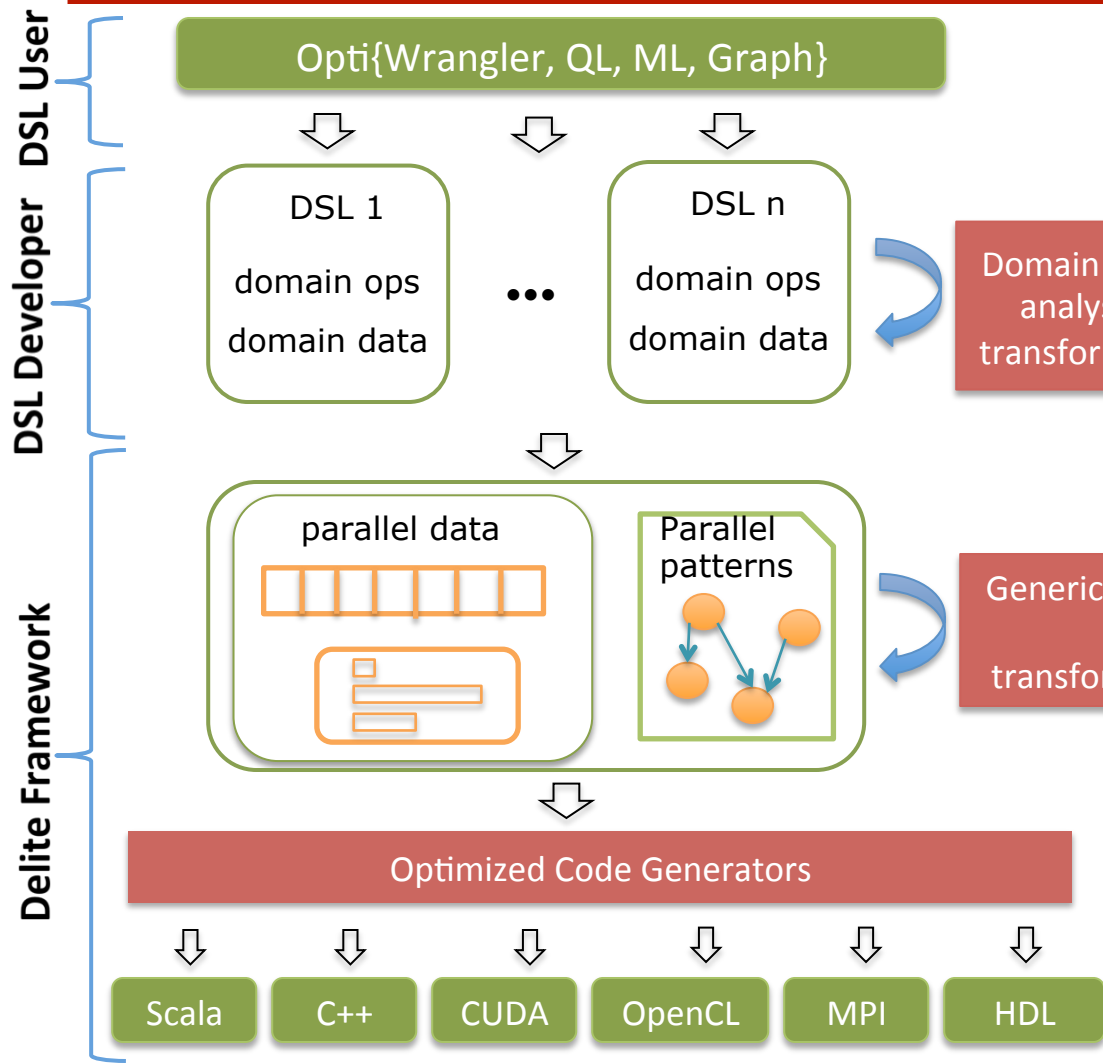 DSL User
Opti{Wrangler, QL, ML, Graph}
DSL Developer
DSL 1
domain ops
domain data
•••
DSL n
domain ops
domain data
Domain
analys
transfor
Delite Framework
parallel data
Parallel
patterns
Generic
transfor
Optimized Code Generators
Scala
C++
CUDA
OpenCL
MPI
HDL